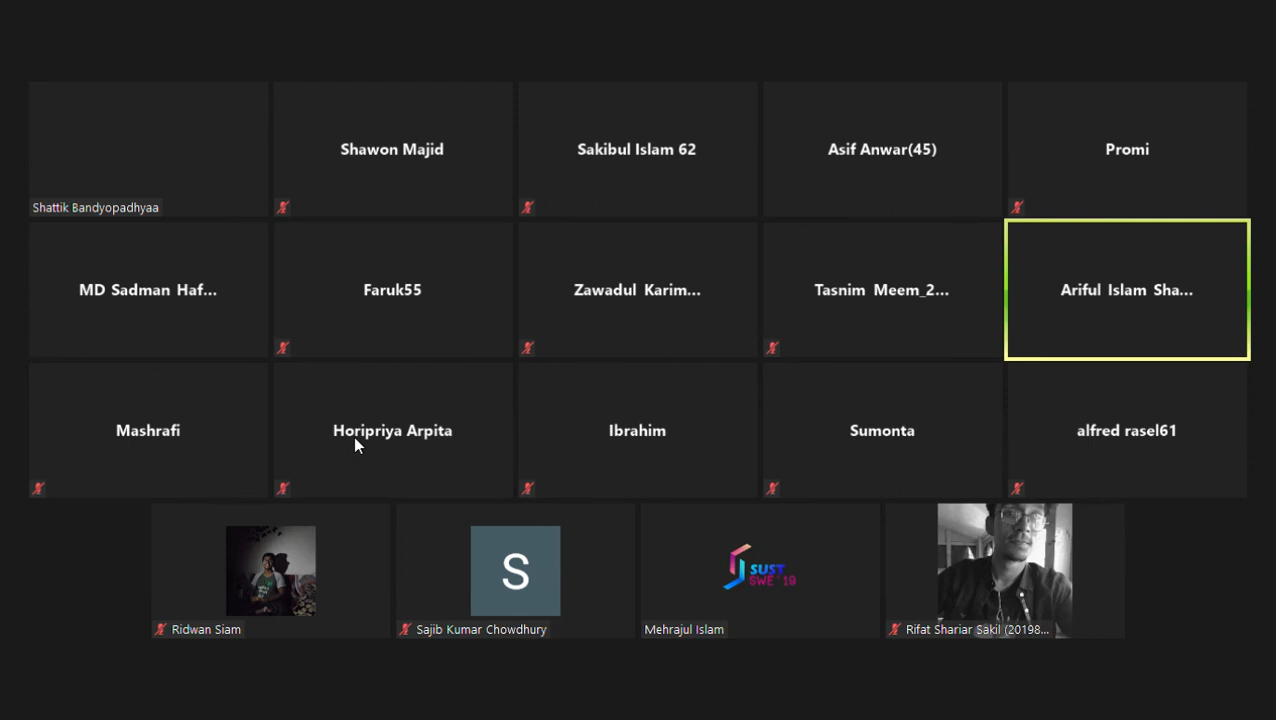 Shattik Bandyopadhyaa
Shawon Majid
Sakibul Islam 62
Asif Anwar(45)
Promi
MD Sadman Haf...
Faruk55
Zawadul Karim...
Tasnim Meem_2...
Ariful Islam Sha...
Mashrafi
Horipriya Arpita
Ibrahim
Sumonta
alfred rasel61
S
SUST
SWE '19
Ridwan Siam
Sajib Kumar Chowdhury
Mehrajul Islam
Rifat Shariar Sakil (20198...